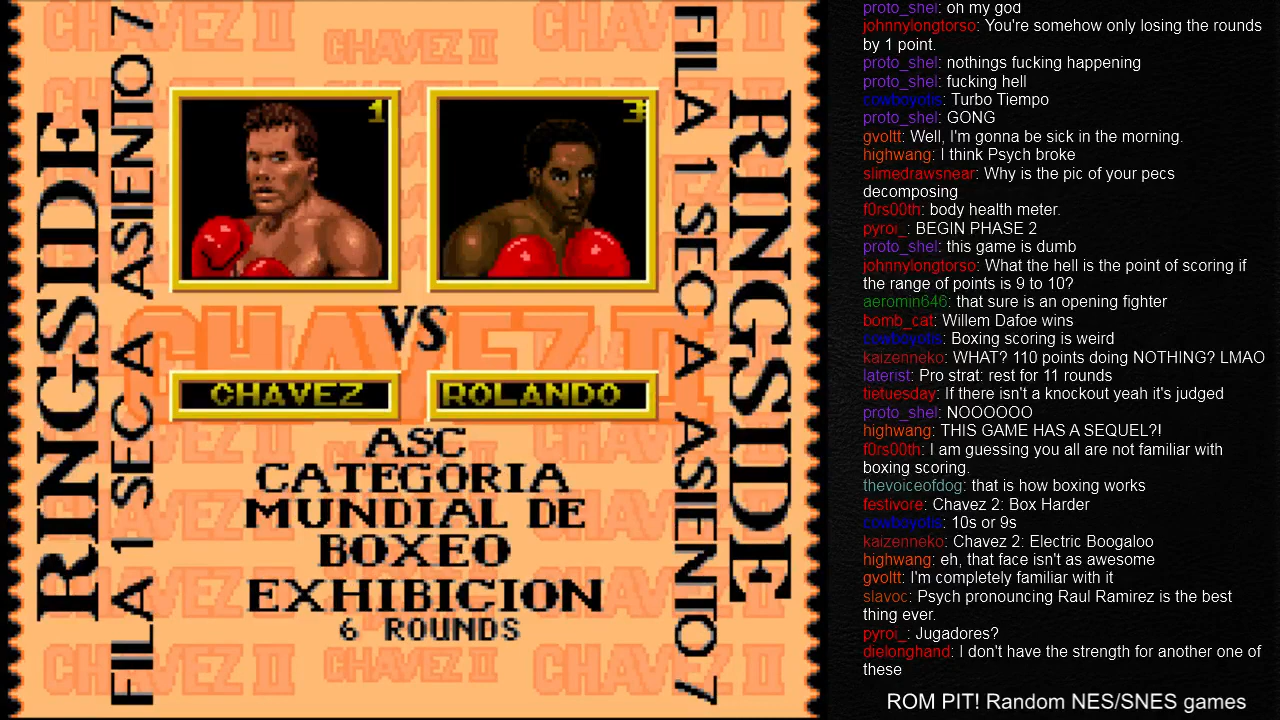 CHAVEZ II
RINGSIDE
FILA 1 SEC A ASIENTO 7
1
3
VS
CHAVEZ
ROLANDO
ASC
CATEGORIA
MUNDIAL DE
BOXEO
EXHIBICION
6 ROUNDS
FILA 1 SEC A ASIENTO 7
RINGSIDE
proto_shel: oh my god
johnnylongtorso: You're somehow only losing the rounds
by 1 point.
proto_shel: nothings fucking happening
proto_shel: fucking hell
cowboyotis: Turbo Tiempo
proto_shel: GONG
gvoltt: Well, I'm gonna be sick in the morning.
highwang: I think Psych broke
slimedrawsnear: Why is the pic of your pecs
decomposing
f0rs00th: body health meter.
pyroi_: BEGIN PHASE 2
proto_shel: this game is dumb
johnnylongtorso: What the hell is the point of scoring if
the range of points is 9 to 10?
aeromin646: that sure is an opening fighter
bomb_cat: Willem Dafoe wins
cowboyotis: Boxing scoring is weird
kaizenneko: WHAT? 110 points doing NOTHING? LMAO
laterist: Pro strat: rest for 11 rounds
tietuesday: If there isn't a knockout yeah it's judged
proto_shel: NOOOOOO
highwang: THIS GAME HAS A SEQUEL?!
f0rs00th: I am guessing you all are not familiar with
boxing scoring.
thevoiceofdog: that is how boxing works
festivore: Chavez 2: Box Harder
cowboyotis: 10s or 9s
kaizenneko: Chavez 2: Electric Boogaloo
highwang: eh, that face isn't as awesome
gvoltt: I'm completely familiar with it
slavoc: Psych pronouncing Raul Ramirez is the best
thing ever.
pyroi_: Jugadores?
dielonghand: I don't have the strength for another one of
these
ROM PIT! Random NES/SNES games